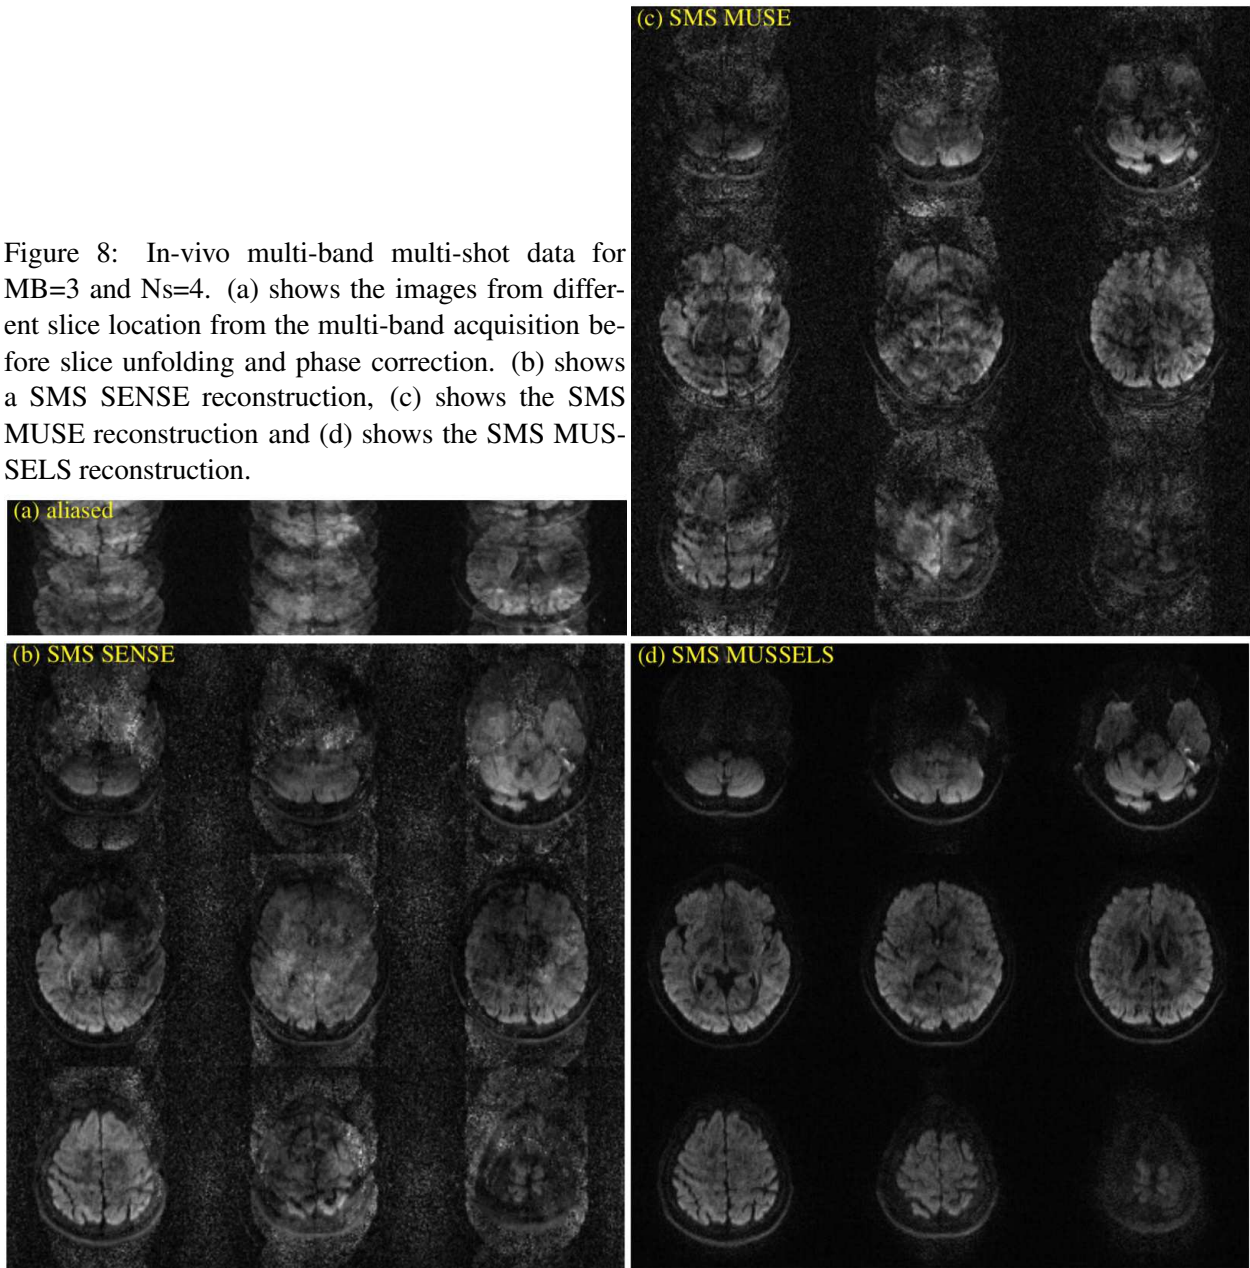 (c) SMS MUSE
Figure 8: In-vivo multi-band multi-shot data for
MB=3 and Ns=4. (a) shows the images from differ-
ent slice location from the multi-band acquisition be-
fore slice unfolding and phase correction. (b) shows
a SMS SENSE reconstruction, (c) shows the SMS
MUSE reconstruction and (d) shows the SMS MUS-
SELS reconstruction.
(a) aliased
(b) SMS SENSE
(d) SMS MUSSELS